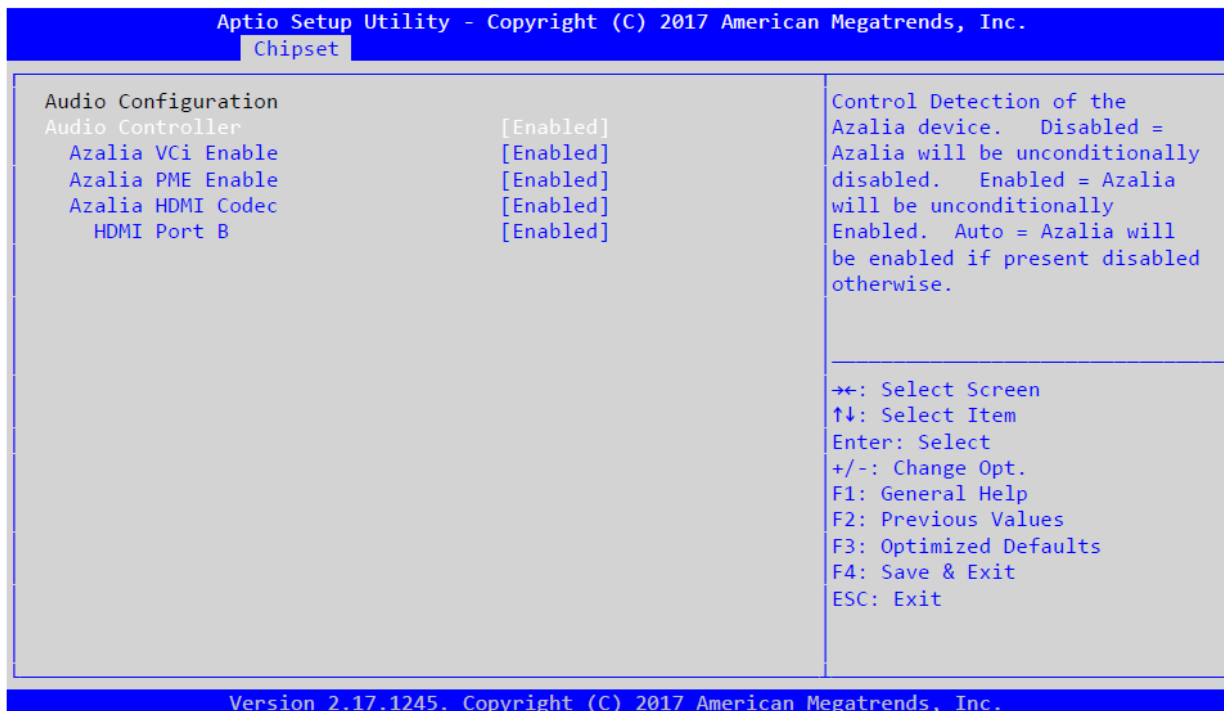 Aptio Setup Utility - Copyright (C) 2017 American Megatrends, Inc.
Chipset
Audio Configuration
Audio Controller [Enabled]
Azalia VCi Enable [Enabled]
Azalia PME Enable [Enabled]
Azalia HDMI Codec [Enabled]
HDMI Port B [Enabled]
Control Detection of the
Azalia device. Disabled =
Azalia will be unconditionally
disabled. Enabled = Azalia
will be unconditionally
Enabled. Auto = Azalia will
be enabled if present disabled
otherwise.
→←: Select Screen
↑↓: Select Item
Enter: Select
+/-: Change Opt.
F1: General Help
F2: Previous Values
F3: Optimized Defaults
F4: Save & Exit
ESC: Exit
Version 2.17.1245. Copyright (C) 2017 American Megatrends, Inc.